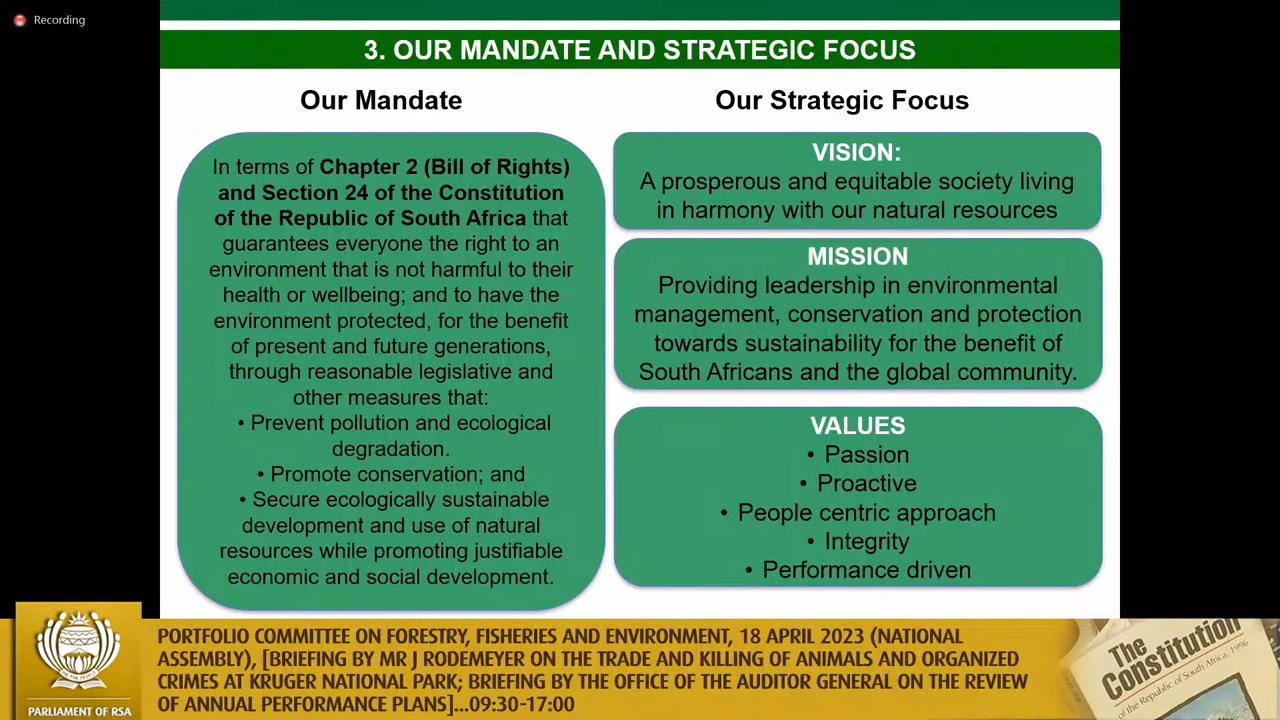 Recording
3. OUR MANDATE AND STRATEGIC FOCUS
Our Mandate
In terms of Chapter 2 (Bill of Rights)
and Section 24 of the Constitution
of the Republic of South Africa that
guarantees everyone the right to an
environment that is not harmful to their
health or wellbeing; and to have the
environment protected, for the benefit
of present and future generations,
through reasonable legislative and
other measures that:
• Prevent pollution and ecological
degradation.
• Promote conservation; and
• Secure ecologically sustainable
development and use of natural
resources while promoting justifiable
economic and social development.
Our Strategic Focus
VISION:
A prosperous and equitable society living
in harmony with our natural resources
MISSION
Providing leadership in environmental
management, conservation and protection
towards sustainability for the benefit of
South Africans and the global community.
VALUES
• Passion
• Proactive
• People centric approach
• Integrity
• Performance driven
PARLIAMENT OF RSA
PORTFOLIO COMMITTEE ON FORESTRY, FISHERIES AND ENVIRONMENT, 18 APRIL 2023 (NATIONAL
ASSEMBLY), [BRIEFING BY MR J RODEMEYER ON THE TRADE AND KILLING OF ANIMALS AND ORGANIZED
CRIMES AT KRUGER NATIONAL PARK; BRIEFING BY THE OFFICE OF THE AUDITOR GENERAL ON THE REVIEW
OF ANNUAL PERFORMANCE PLANS]...09:30-17:00
The
Constitution
of the Republic of South Africa, 1996